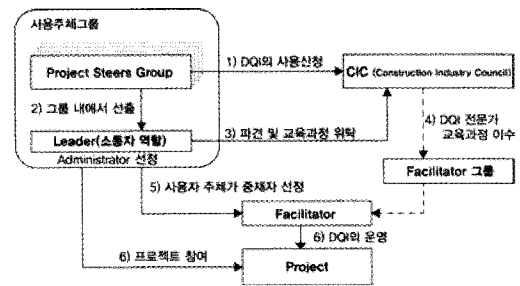 사용주체그룹
Project Steers Group
1) DQI의 사용신청
CIC (Construction Industry Council)
2) 그룹 내에서 선출
Leader(소통자 역할)
Administrator 선정
3) 파견 및 교육과정 위탁
4) DQI 전문가
교육과정 이수
Facilitator 그룹
5) 사용자 주체가 중재자 선정
Facilitator
6) DQI의 운영
6) 프로젝트 참여
Project